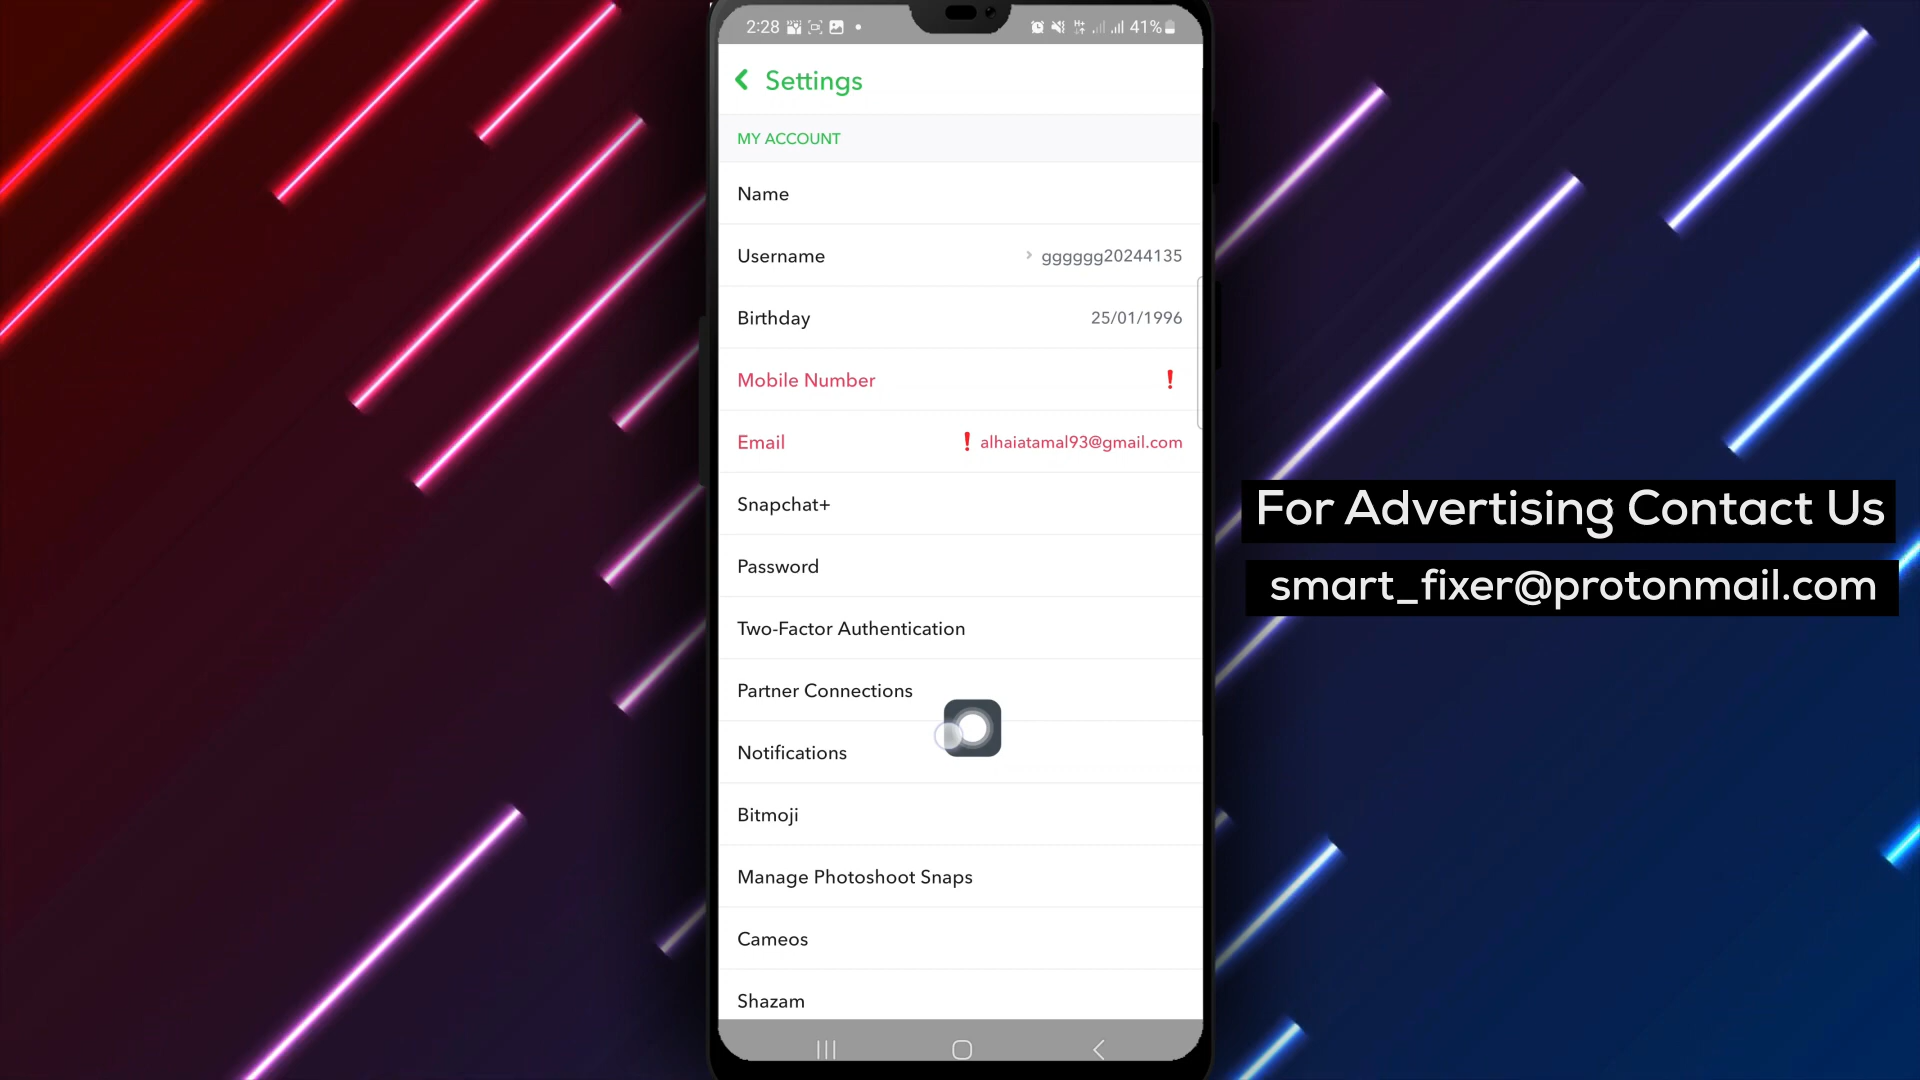 2:28
41%
Settings
MY ACCOUNT
Name
Username gggggg20244135
Birthday 25/01/1996
Mobile Number !
Email ! alhaiatamal93@gmail.com
Snapchat+
Password
Two-Factor Authentication
Partner Connections
Notifications
Bitmoji
Manage Photoshoot Snaps
Cameos
Shazam
For Advertising Contact Us
smart_fixer@protonmail.com